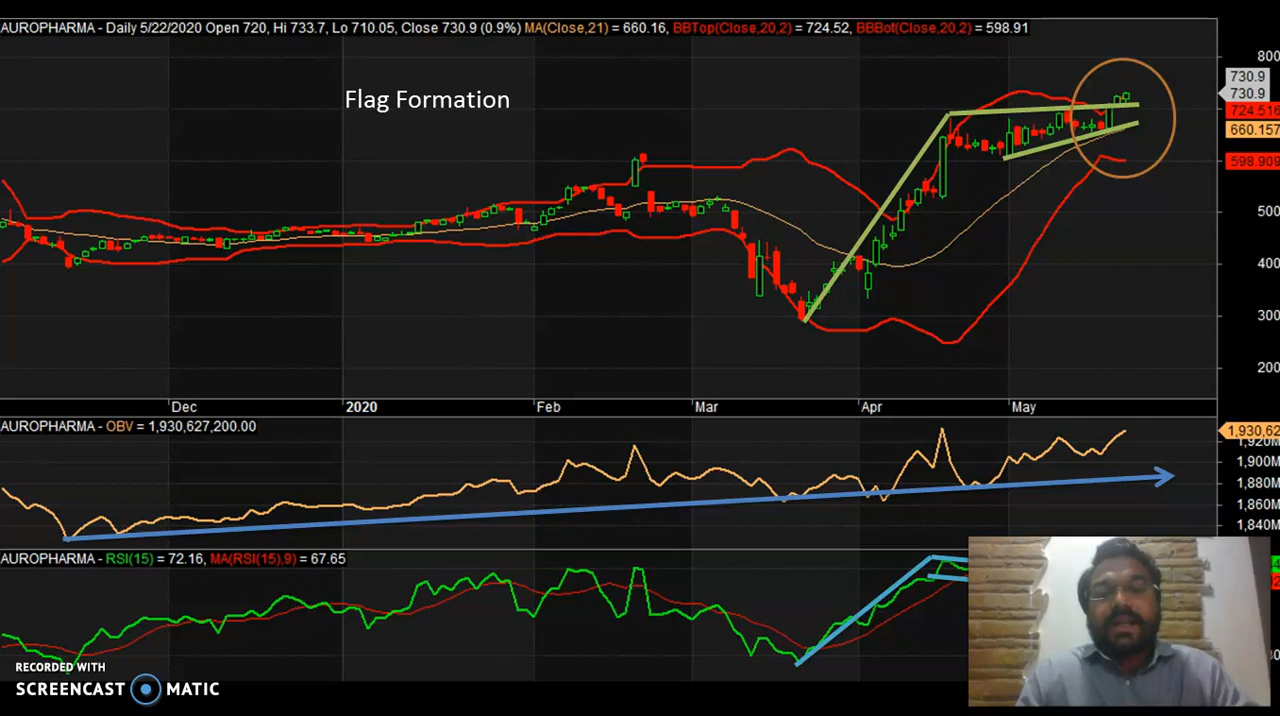 AUROPHARMA - Daily 5/22/2020 Open 720, Hi 733.7, Lo 710.05, Close 730.9 (0.9%) MA(Close,21) = 660.16, BBTop(Close,20,2) = 724.52, BBBot(Close,20,2) = 598.91
Flag Formation
800
730.9
730.9
724.516
660.157
598.909
500
400
300
200
Dec
2020
Feb
Mar
Apr
May
AUROPHARMA - OBV = 1,930,627,200.00
1,930,62
1,920M
1,900M
1,880M
1,860M
1,840M
AUROPHARMA - RSI(15) = 72.16, MA(RSI(15),9) = 67.65
RECORDED WITH
SCREENCAST MATIC